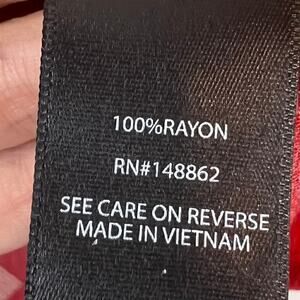 100%RAYON
RN#148862
SEE CARE ON REVERSE
MADE IN VIETNAM